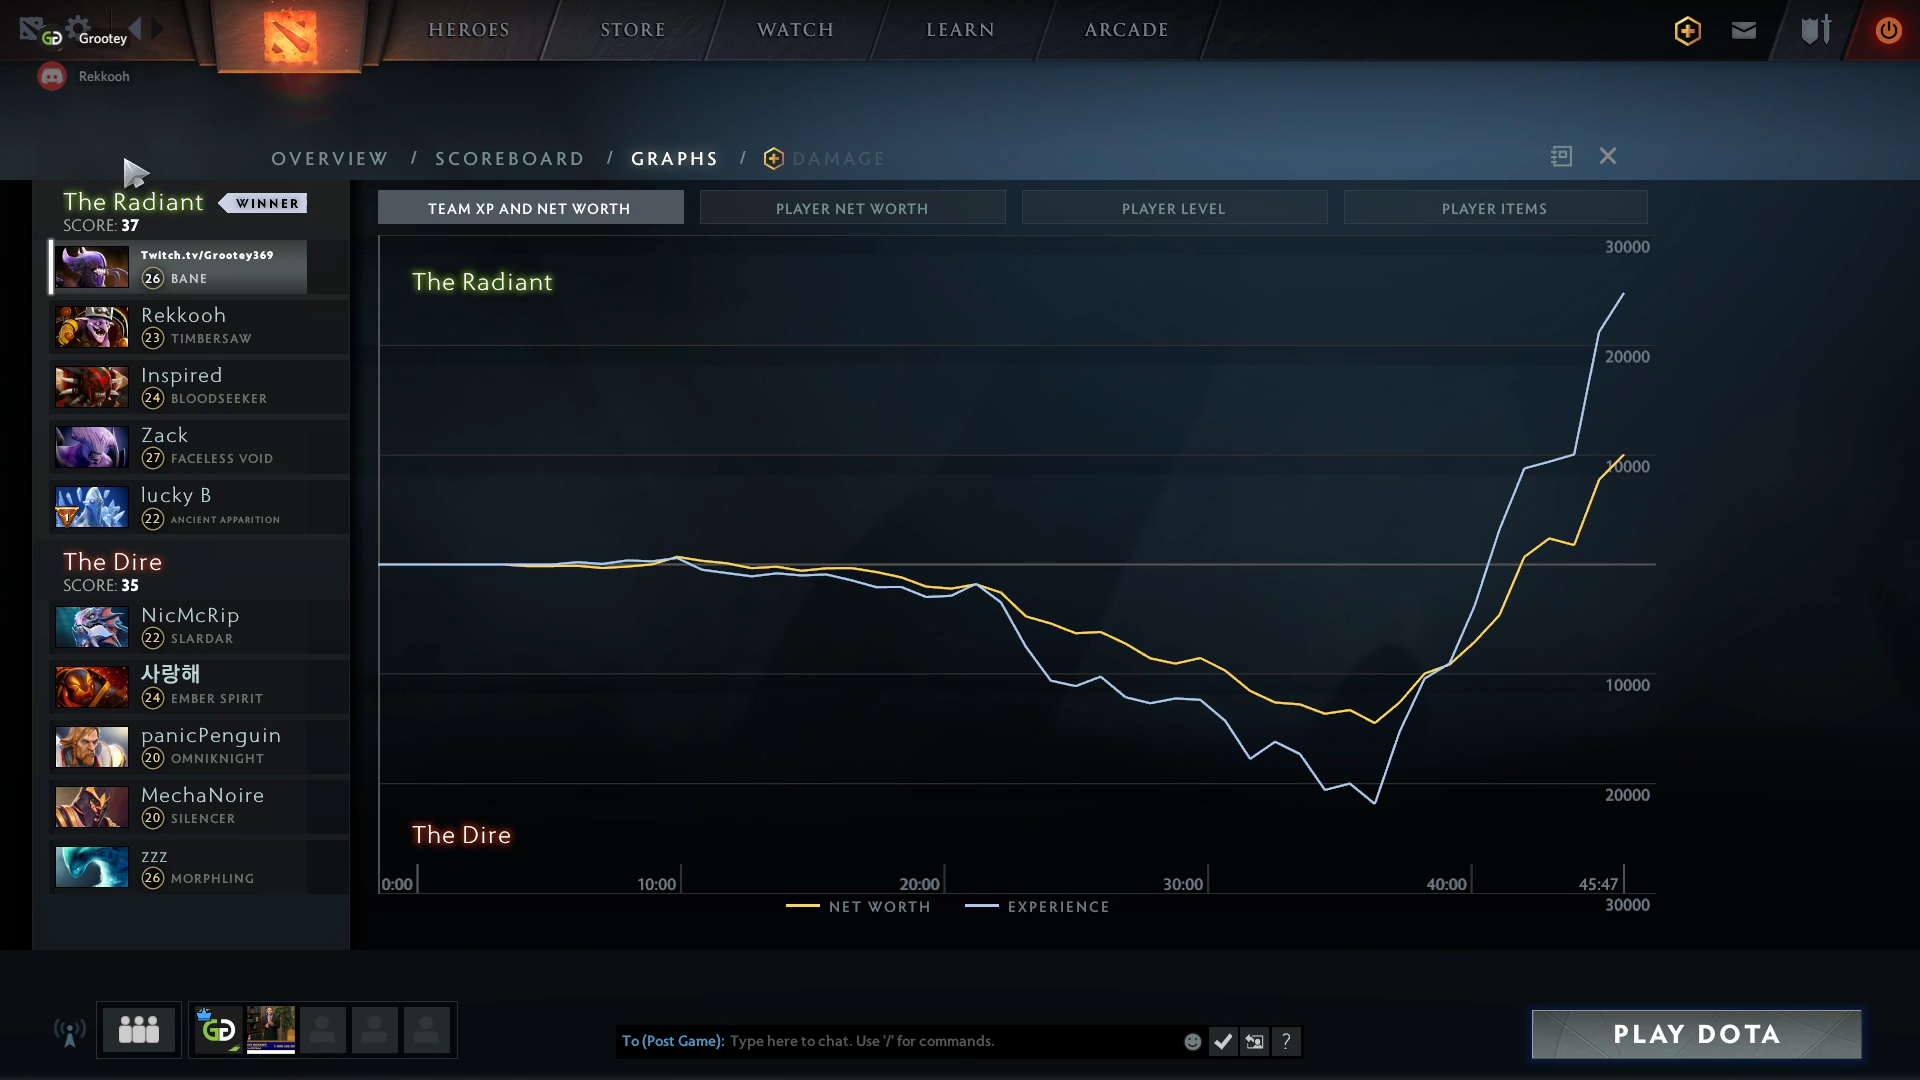 Grootey
Rekkooh
HEROES
STORE
WATCH
LEARN
ARCADE
OVERVIEW / SCOREBOARD / GRAPHS / DAMAGE
The Radiant
WINNER
SCORE: 37
Twitch.tv/Grootey369
26 BANE
Rekkooh
23 TIMBERSAW
Inspired
24 BLOODSEEKER
Zack
27 FACELESS VOID
lucky B
1
22 ANCIENT APPARITION
The Dire
SCORE: 35
NicMcRip
22 SLARDAR
사랑해
24 EMBER SPIRIT
panicPenguin
20 OMNIKNIGHT
MechaNoire
20 SILENCER
zzz
26 MORPHLING
TEAM XP AND NET WORTH
PLAYER NET WORTH
PLAYER LEVEL
PLAYER ITEMS
The Radiant
30000
20000
10000
10000
20000
The Dire
0:00
10:00
20:00
30:00
40:00
45:47
30000
NET WORTH
EXPERIENCE
To (Post Game): Type here to chat. Use '/' for commands.
?
PLAY DOTA